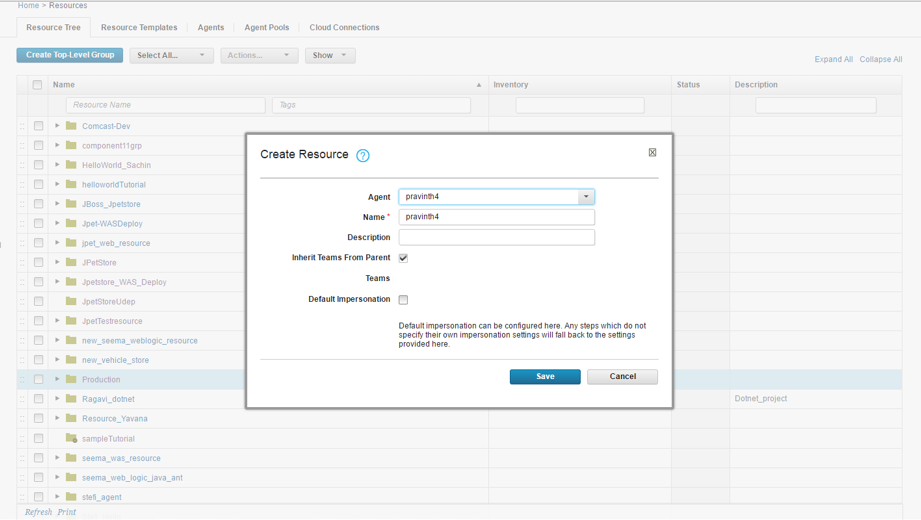 Home > Resources
Resource Tree Resource Templates Agents Agent Pools Cloud Connections
Create Top-Level Group Select All... Actions... Show Expand All Collapse All
Name Inventory Status Description
Resource Name Tags
Comcast-Dev
component11grp
HelloWorld_Sachin
helloworldTutorial
JBoss_Jpetstore
Jpet-WASDeploy
jpet_web_resource
JPetStore
Jpetstore_WAS_Deploy
JpetStoreUdep
JpetTestresource
new_seema_weblogic_resource
new_vehicle_store
Production
Ragavi_dotnet Dotnet_project
Resource_Yavana
sampleTutorial
seema_was_resource
seema_web_logic_java_ant
stefi_agent
Refresh Print
Create Resource ?
Agent pravinth4
Name * pravinth4
Description
Inherit Teams From Parent
Teams
Default Impersonation
Default impersonation can be configured here. Any steps which do not
specify their own impersonation settings will fall back to the settings
provided here.
Save Cancel